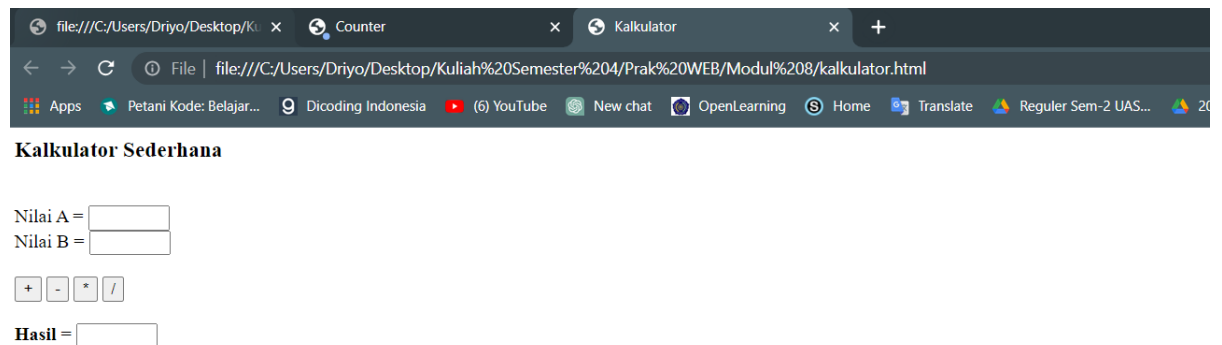 file:///C:/Users/Driyo/Desktop/Ku
Counter
Kalkulator
File | file:///C:/Users/Driyo/Desktop/Kuliah%20Semester%204/Prak%20WEB/Modul%208/kalkulator.html
Apps Petani Kode: Belajar... Dicoding Indonesia (6) YouTube New chat OpenLearning Home Translate Reguler Sem-2 UAS... 20
Kalkulator Sederhana
Nilai A =
Nilai B =
+ - * /
Hasil =